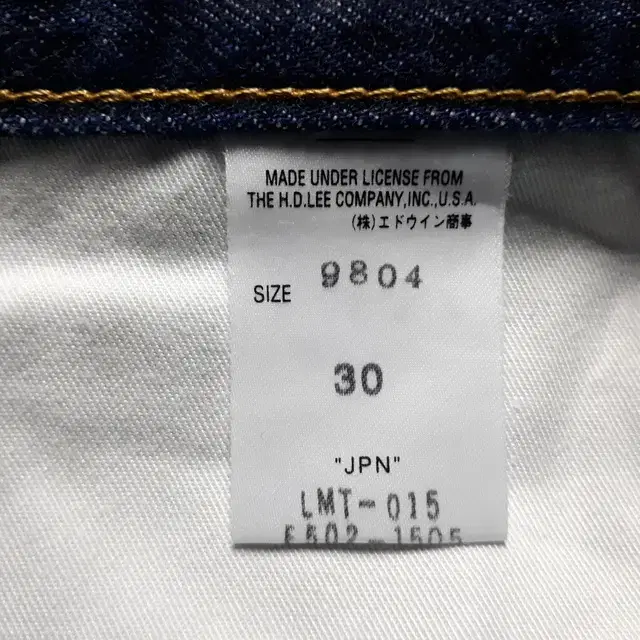 MADE UNDER LICENSE FROM
THE H.D.LEE COMPANY,INC.,U.S.A.
(株)エドウイン商事
9804
SIZE
30
"JPN"
LMT-015